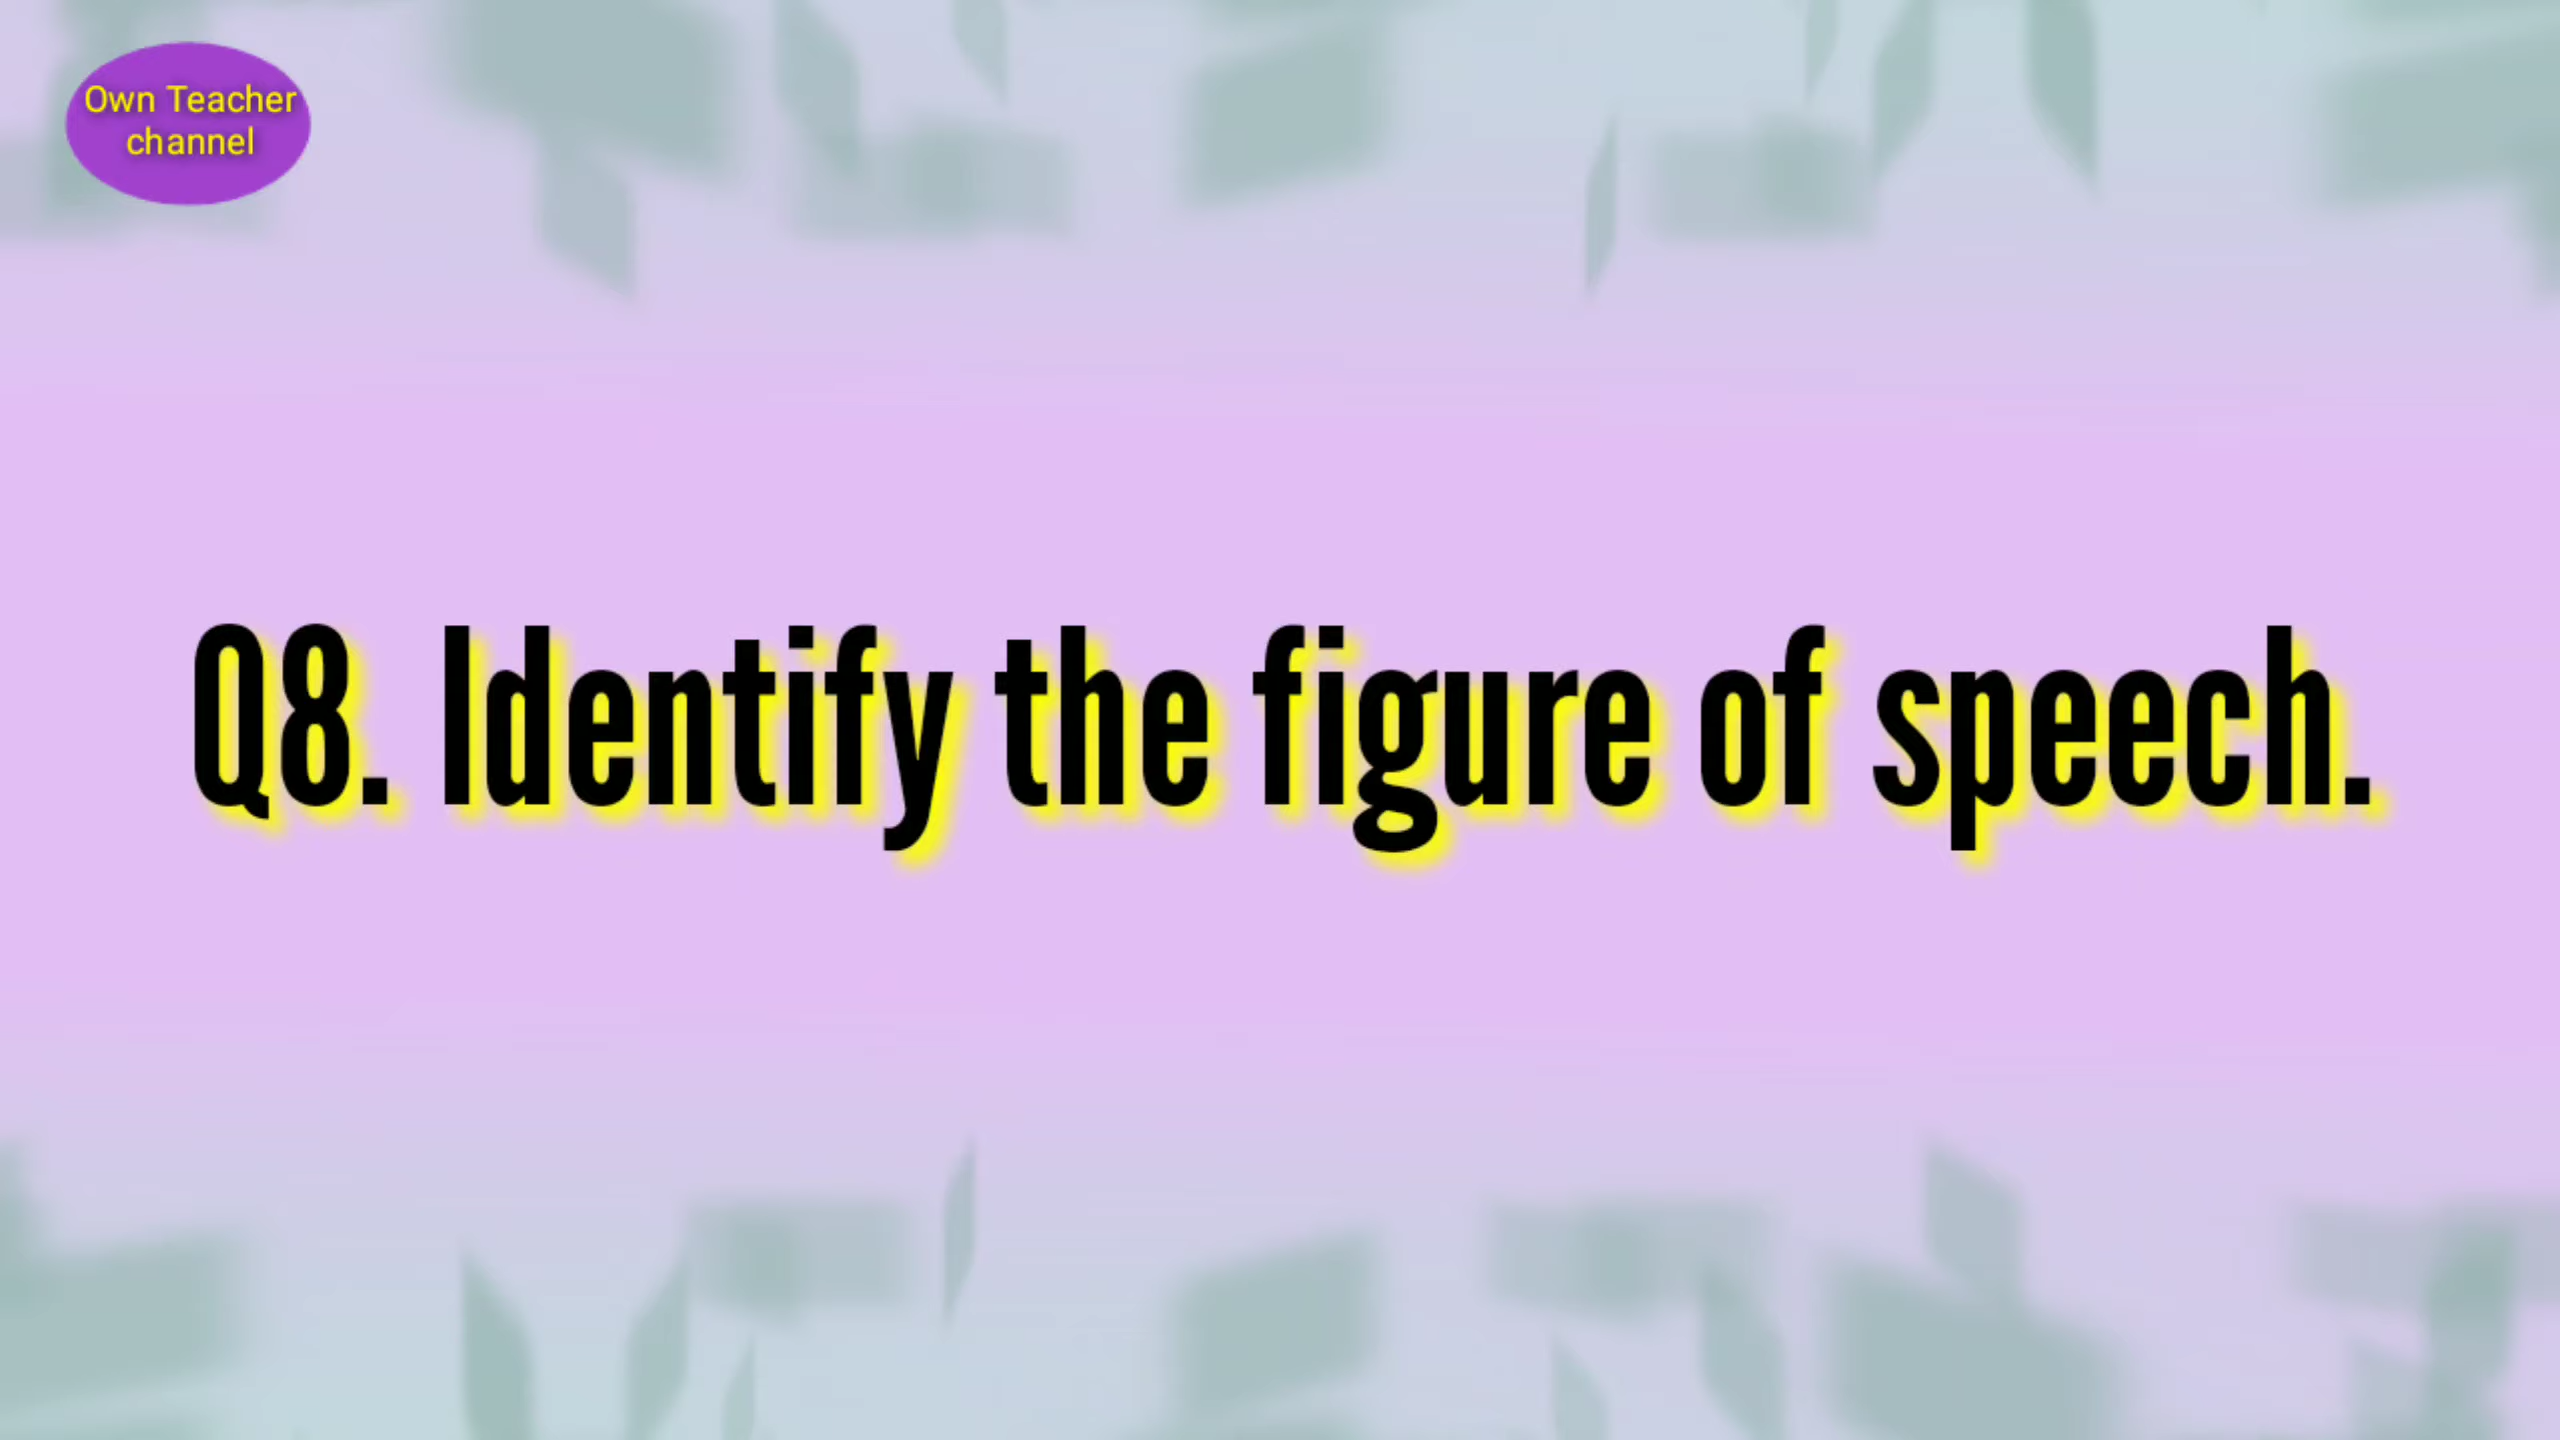 Own Teacher
channel
Q8. Identify the figure of speech.